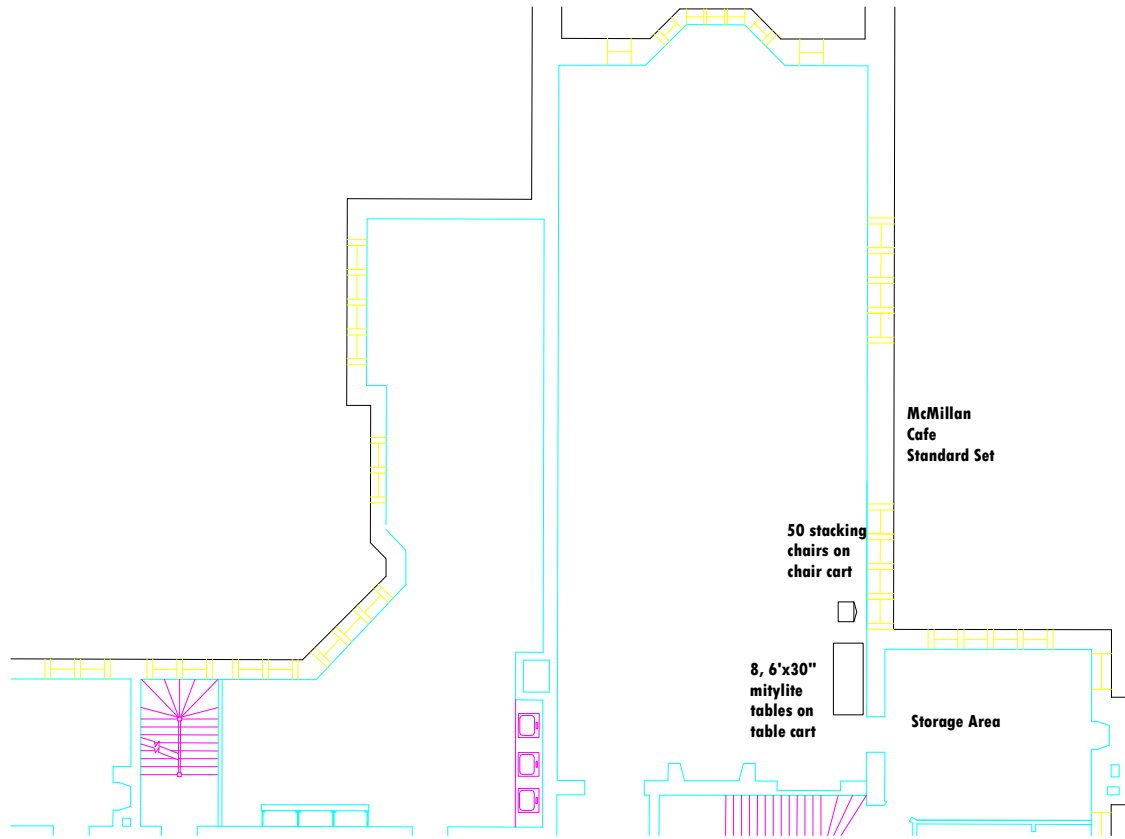 McMillan
Cafe
Standard Set
50 stacking
chairs on
chair cart
8, 6'x30"
mitylite
tables on
table cart
Storage Area